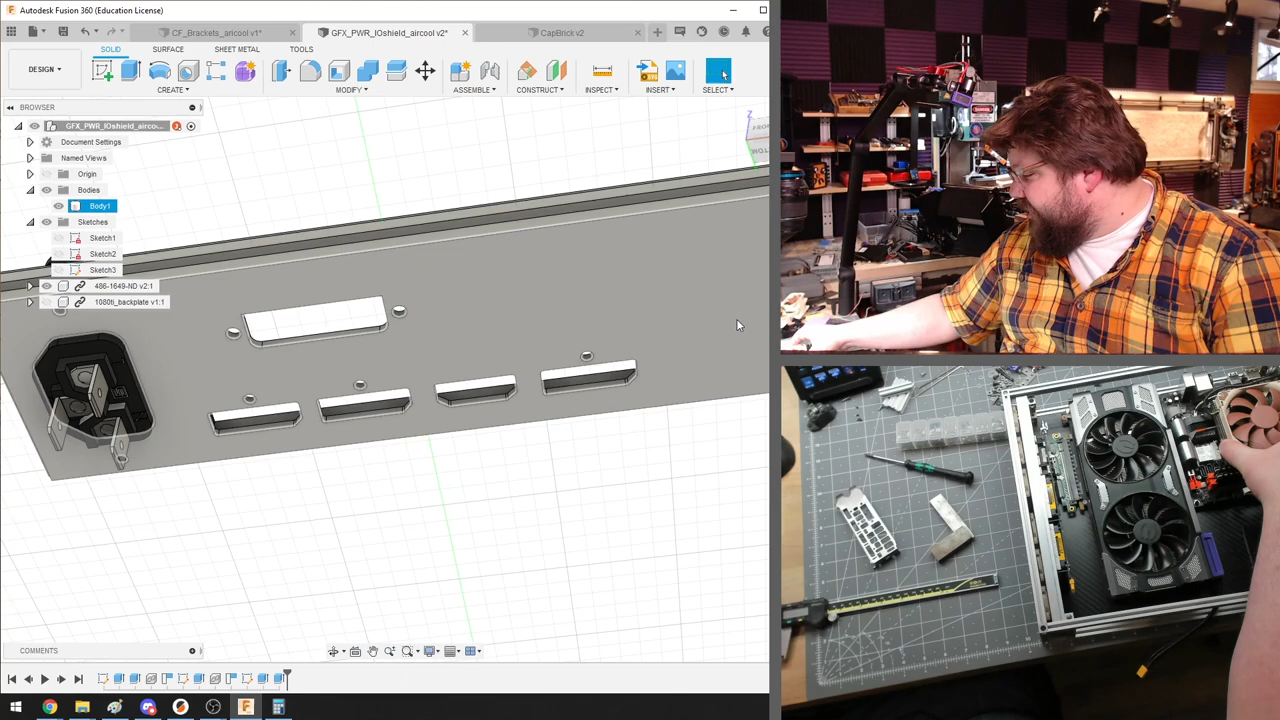 Autodesk Fusion 360 (Education License)
CF_Brackets_aircool v1*
GFX_PWR_IOshield_aircool v2*
CapBrick v2
DESIGN
SOLID
SURFACE
SHEET METAL
TOOLS
CREATE
MODIFY
ASSEMBLE
CONSTRUCT
INSPECT
INSERT
SELECT
BROWSER
GFX_PWR_IOshield_aircoo...
Document Settings
Named Views
Origin
Bodies
Body1
Sketches
Sketch1
Sketch2
Sketch3
486-1649-ND v2:1
1080ti_backplate v1:1
Z
COMMENTS
DANGER